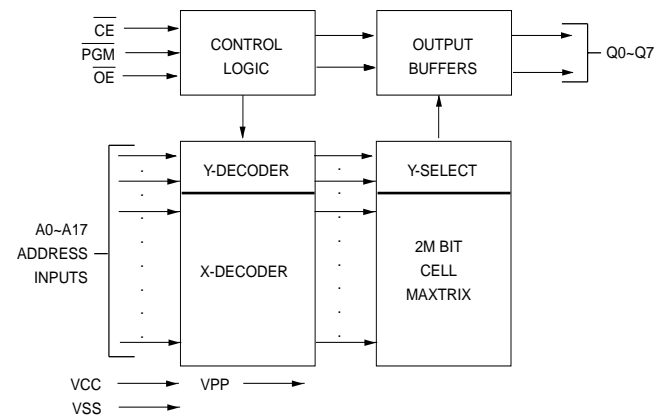 CE
PGM
OE
CONTROL
LOGIC
OUTPUT
BUFFERS
Q0~Q7
A0~A17
ADDRESS
INPUTS
Y-DECODER
X-DECODER
Y-SELECT
2M BIT
CELL
MAXTRIX
VCC
VPP
VSS